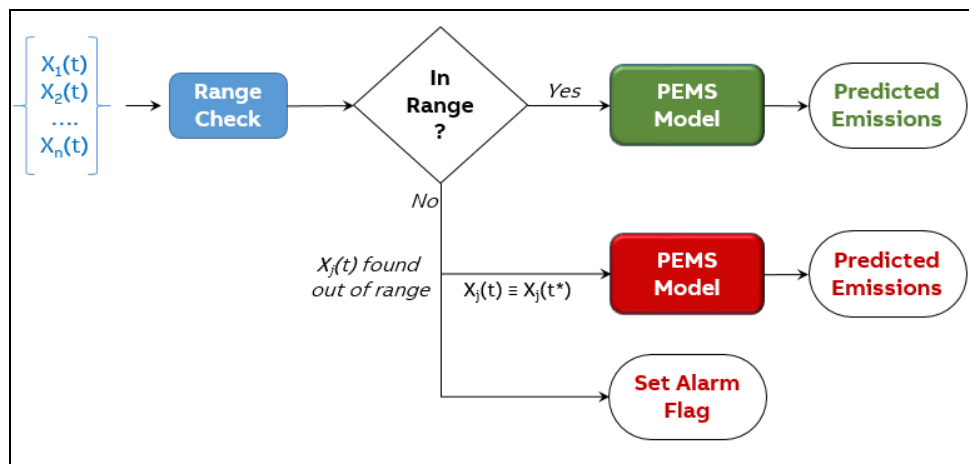 X₁(t)
X₂(t)
....
Xₙ(t)
Range
Check
In
Range
?
Yes
PEMS
Model
Predicted
Emissions
No
Xⱼ(t) found
out of range
Xⱼ(t) ≡ Xⱼ(t*)
PEMS
Model
Predicted
Emissions
Set Alarm
Flag